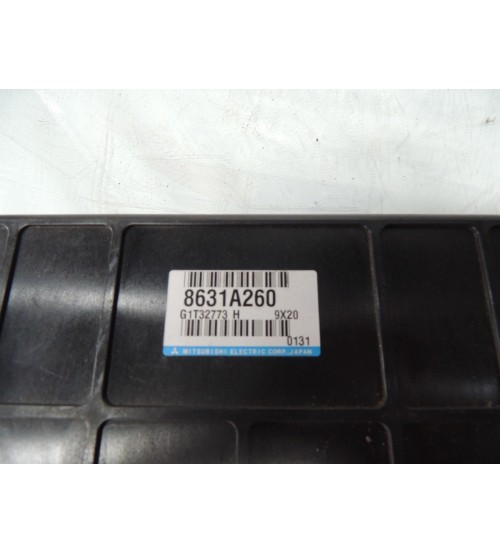 8631A260
G1T32773 H 9X20
0131
MITSUBISHI ELECTRIC CORP. JAPAN